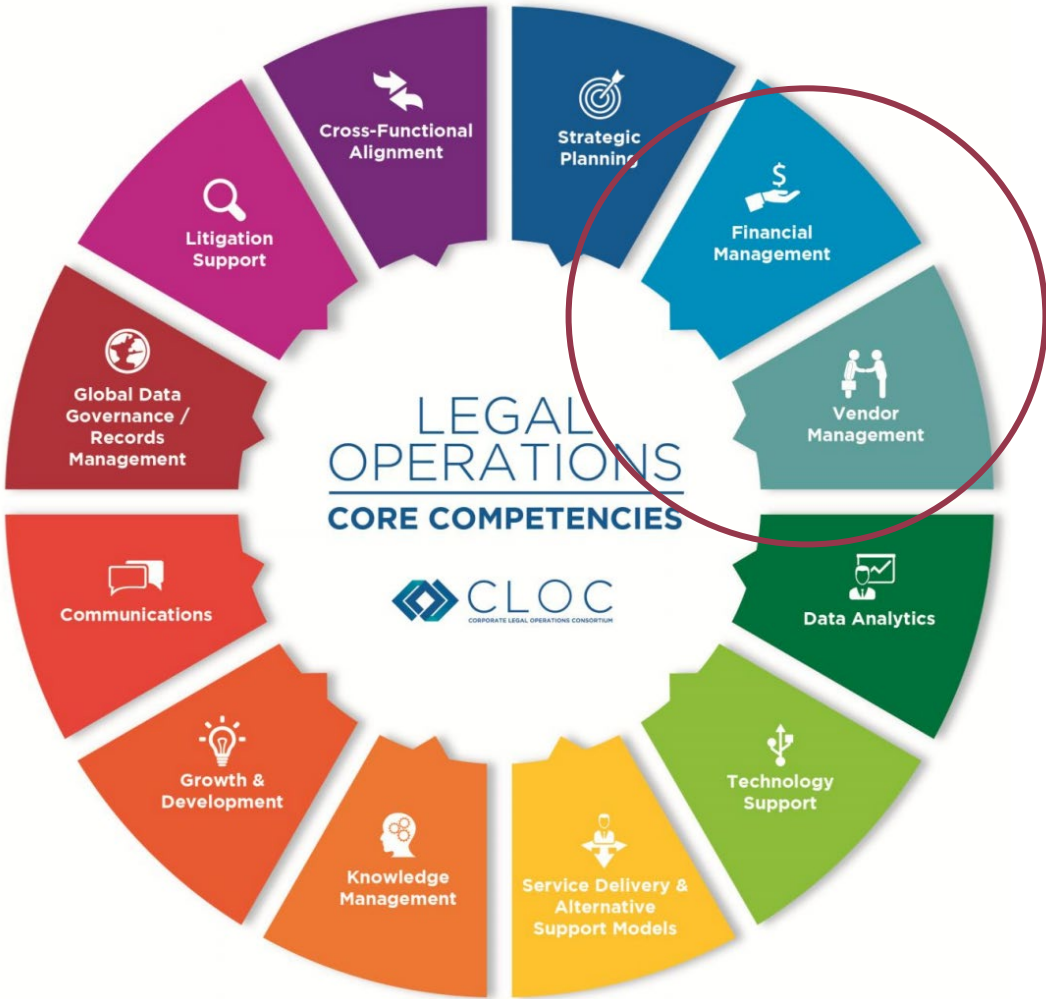 Cross-Functional
Alignment
Strategic
Planning
$
Financial
Management
Vendor
Management
Data Analytics
Technology
Support
Service Delivery &
Alternative
Support Models
Knowledge
Management
Growth &
Development
Communications
Global Data
Governance /
Records
Management
Litigation
Support
LEGAL
OPERATIONS
CORE COMPETENCIES
CLOC
CORPORATE LEGAL OPERATIONS CONSORTIUM